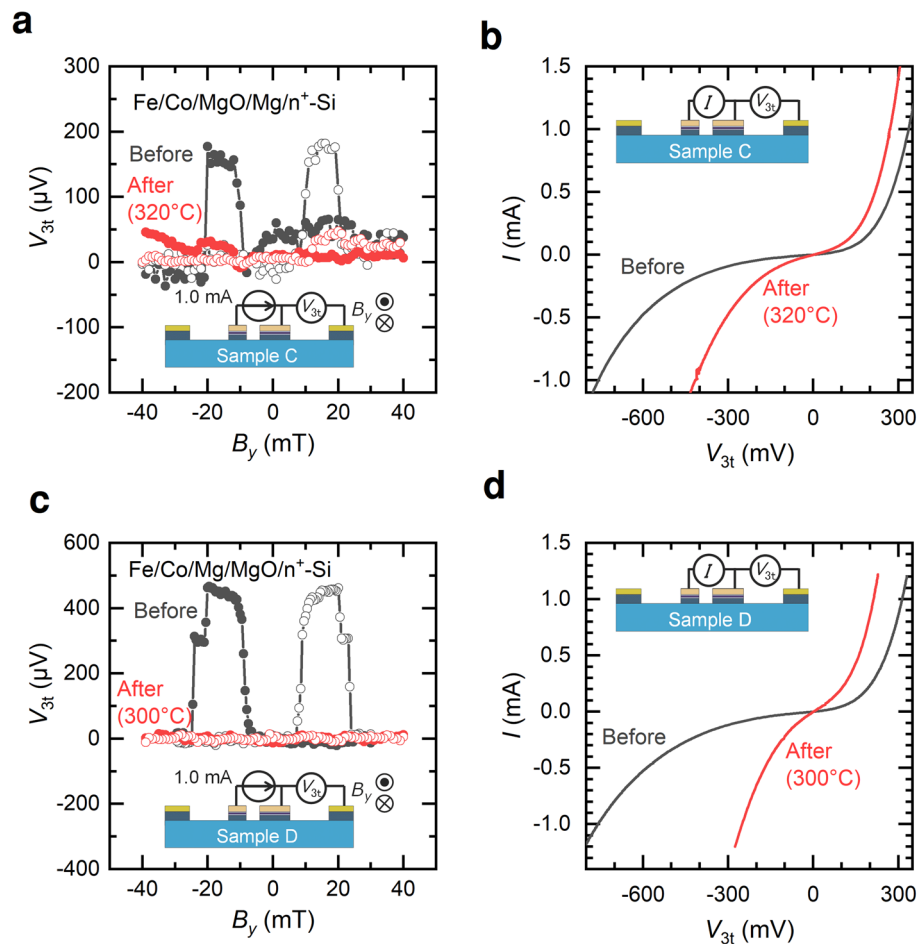 a
300
200
100
0
-100
-200
V3t (µV)
Fe/Co/MgO/Mg/n⁺-Si
Before
After
(320°C)
1.0 mA
V3t
By
Sample C
-40 -20 0 20 40
By (mT)
b
1.5
1.0
0.5
0.0
-0.5
-1.0
I (mA)
I V3t
Sample C
Before
After
(320°C)
-600 -300 0 300
V3t (mV)
c
600
400
200
0
-200
-400
V3t (µV)
Fe/Co/Mg/MgO/n⁺-Si
Before
After
(300°C)
1.0 mA
V3t
By
Sample D
-40 -20 0 20 40
By (mT)
d
1.5
1.0
0.5
0.0
-0.5
-1.0
I (mA)
I V3t
Sample D
Before
After
(300°C)
-600 -300 0 300
V3t (mV)